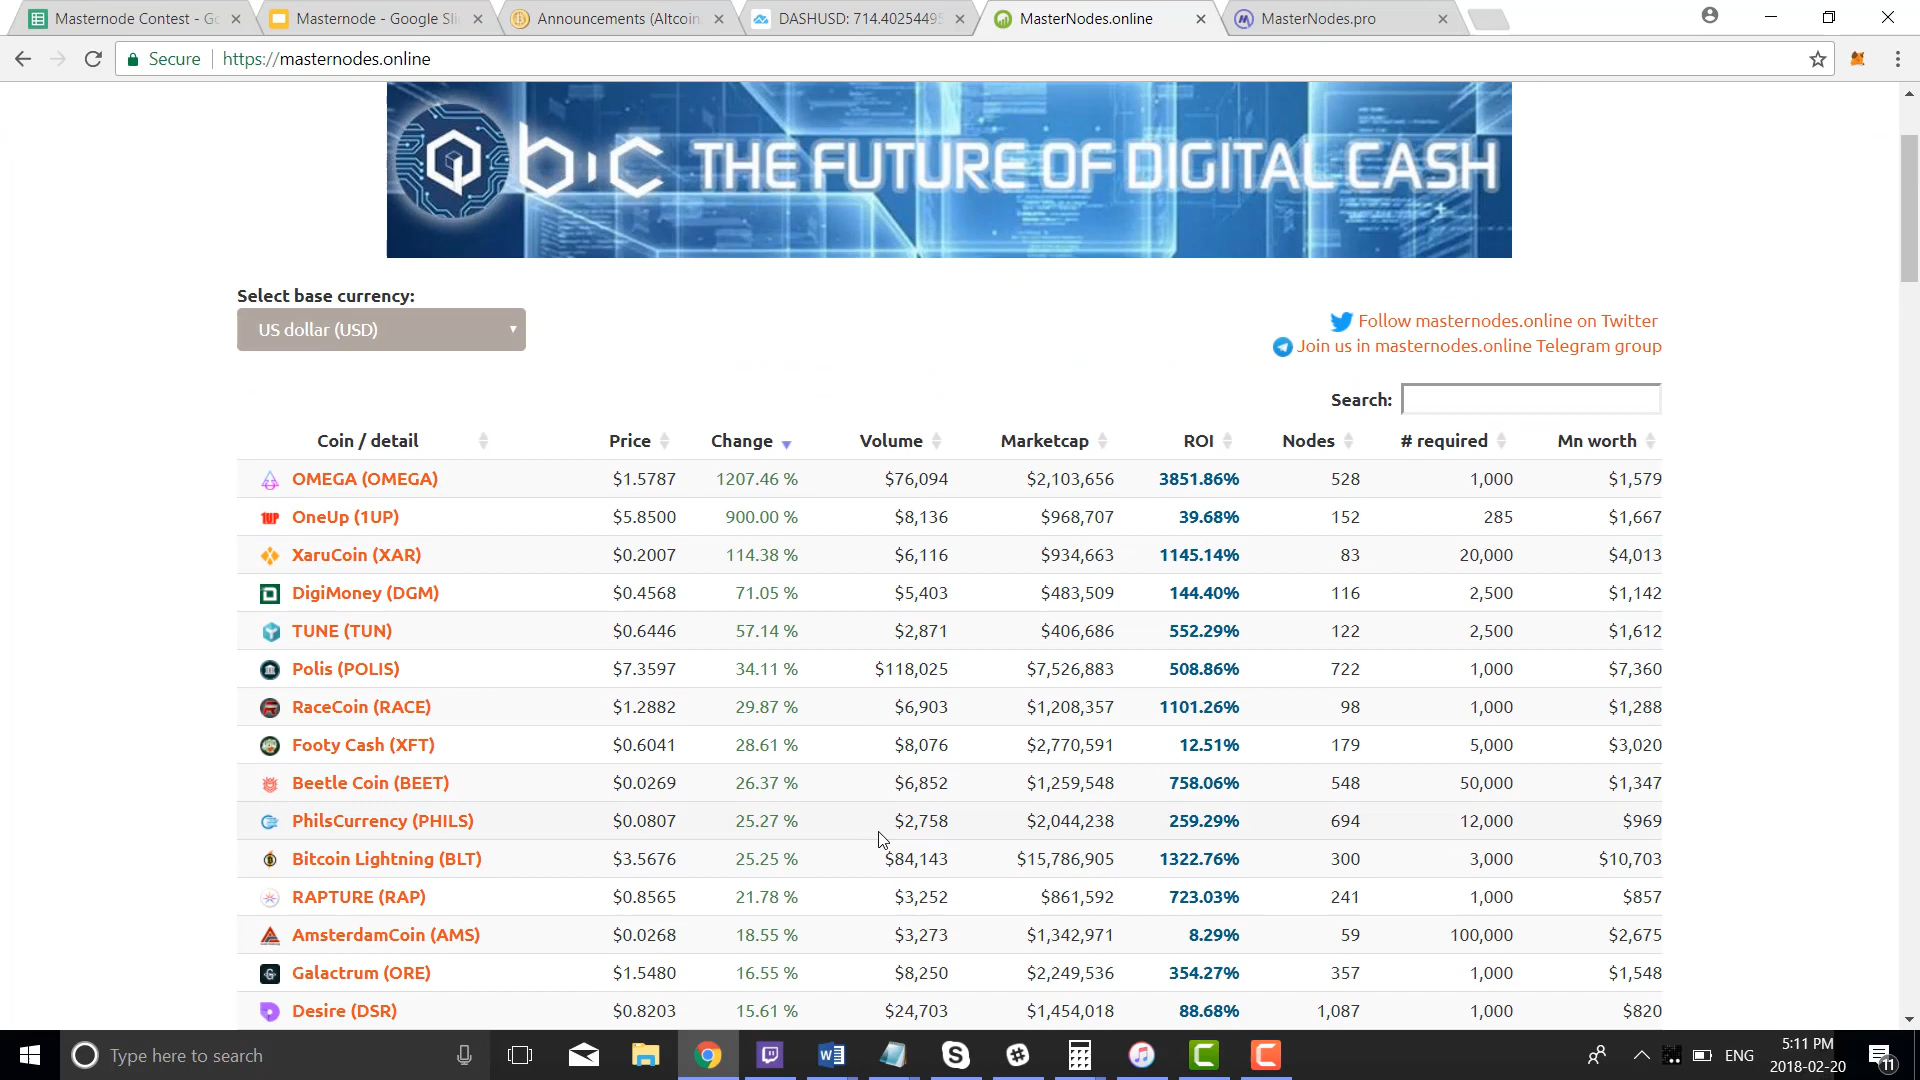 Masternode Contest - Go
Masternode - Google Slid
Announcements (Altcoin
DASHUSD: 714.40254495
MasterNodes.online
MasterNodes.pro
Secure
https://masternodes.online
Qbic THE FUTURE OF DIGITAL CASH
Select base currency:
US dollar (USD)
Follow masternodes.online on Twitter
Join us in masternodes.online Telegram group
Search:
Coin / detail Price Change Volume Marketcap ROI Nodes # required Mn worth
OMEGA (OMEGA) $1.5787 1207.46 % $76,094 $2,103,656 3851.86% 528 1,000 $1,579
1UP OneUp (1UP) $5.8500 900.00 % $8,136 $968,707 39.68% 152 285 $1,667
XaruCoin (XAR) $0.2007 114.38 % $6,116 $934,663 1145.14% 83 20,000 $4,013
DigiMoney (DGM) $0.4568 71.05 % $5,403 $483,509 144.40% 116 2,500 $1,142
TUNE (TUN) $0.6446 57.14 % $2,871 $406,686 552.29% 122 2,500 $1,612
Polis (POLIS) $7.3597 34.11 % $118,025 $7,526,883 508.86% 722 1,000 $7,360
RaceCoin (RACE) $1.2882 29.87 % $6,903 $1,208,357 1101.26% 98 1,000 $1,288
Footy Cash (XFT) $0.6041 28.61 % $8,076 $2,770,591 12.51% 179 5,000 $3,020
Beetle Coin (BEET) $0.0269 26.37 % $6,852 $1,259,548 758.06% 548 50,000 $1,347
PhilsCurrency (PHILS) $0.0807 25.27 % $2,758 $2,044,238 259.29% 694 12,000 $969
Bitcoin Lightning (BLT) $3.5676 25.25 % $84,143 $15,786,905 1322.76% 300 3,000 $10,703
RAPTURE (RAP) $0.8565 21.78 % $3,252 $861,592 723.03% 241 1,000 $857
AmsterdamCoin (AMS) $0.0268 18.55 % $3,273 $1,342,971 8.29% 59 100,000 $2,675
Galactrum (ORE) $1.5480 16.55 % $8,250 $2,249,536 354.27% 357 1,000 $1,548
Desire (DSR) $0.8203 15.61 % $24,703 $1,454,018 88.68% 1,087 1,000 $820
Type here to search
ENG
5:11 PM
2018-02-20
11